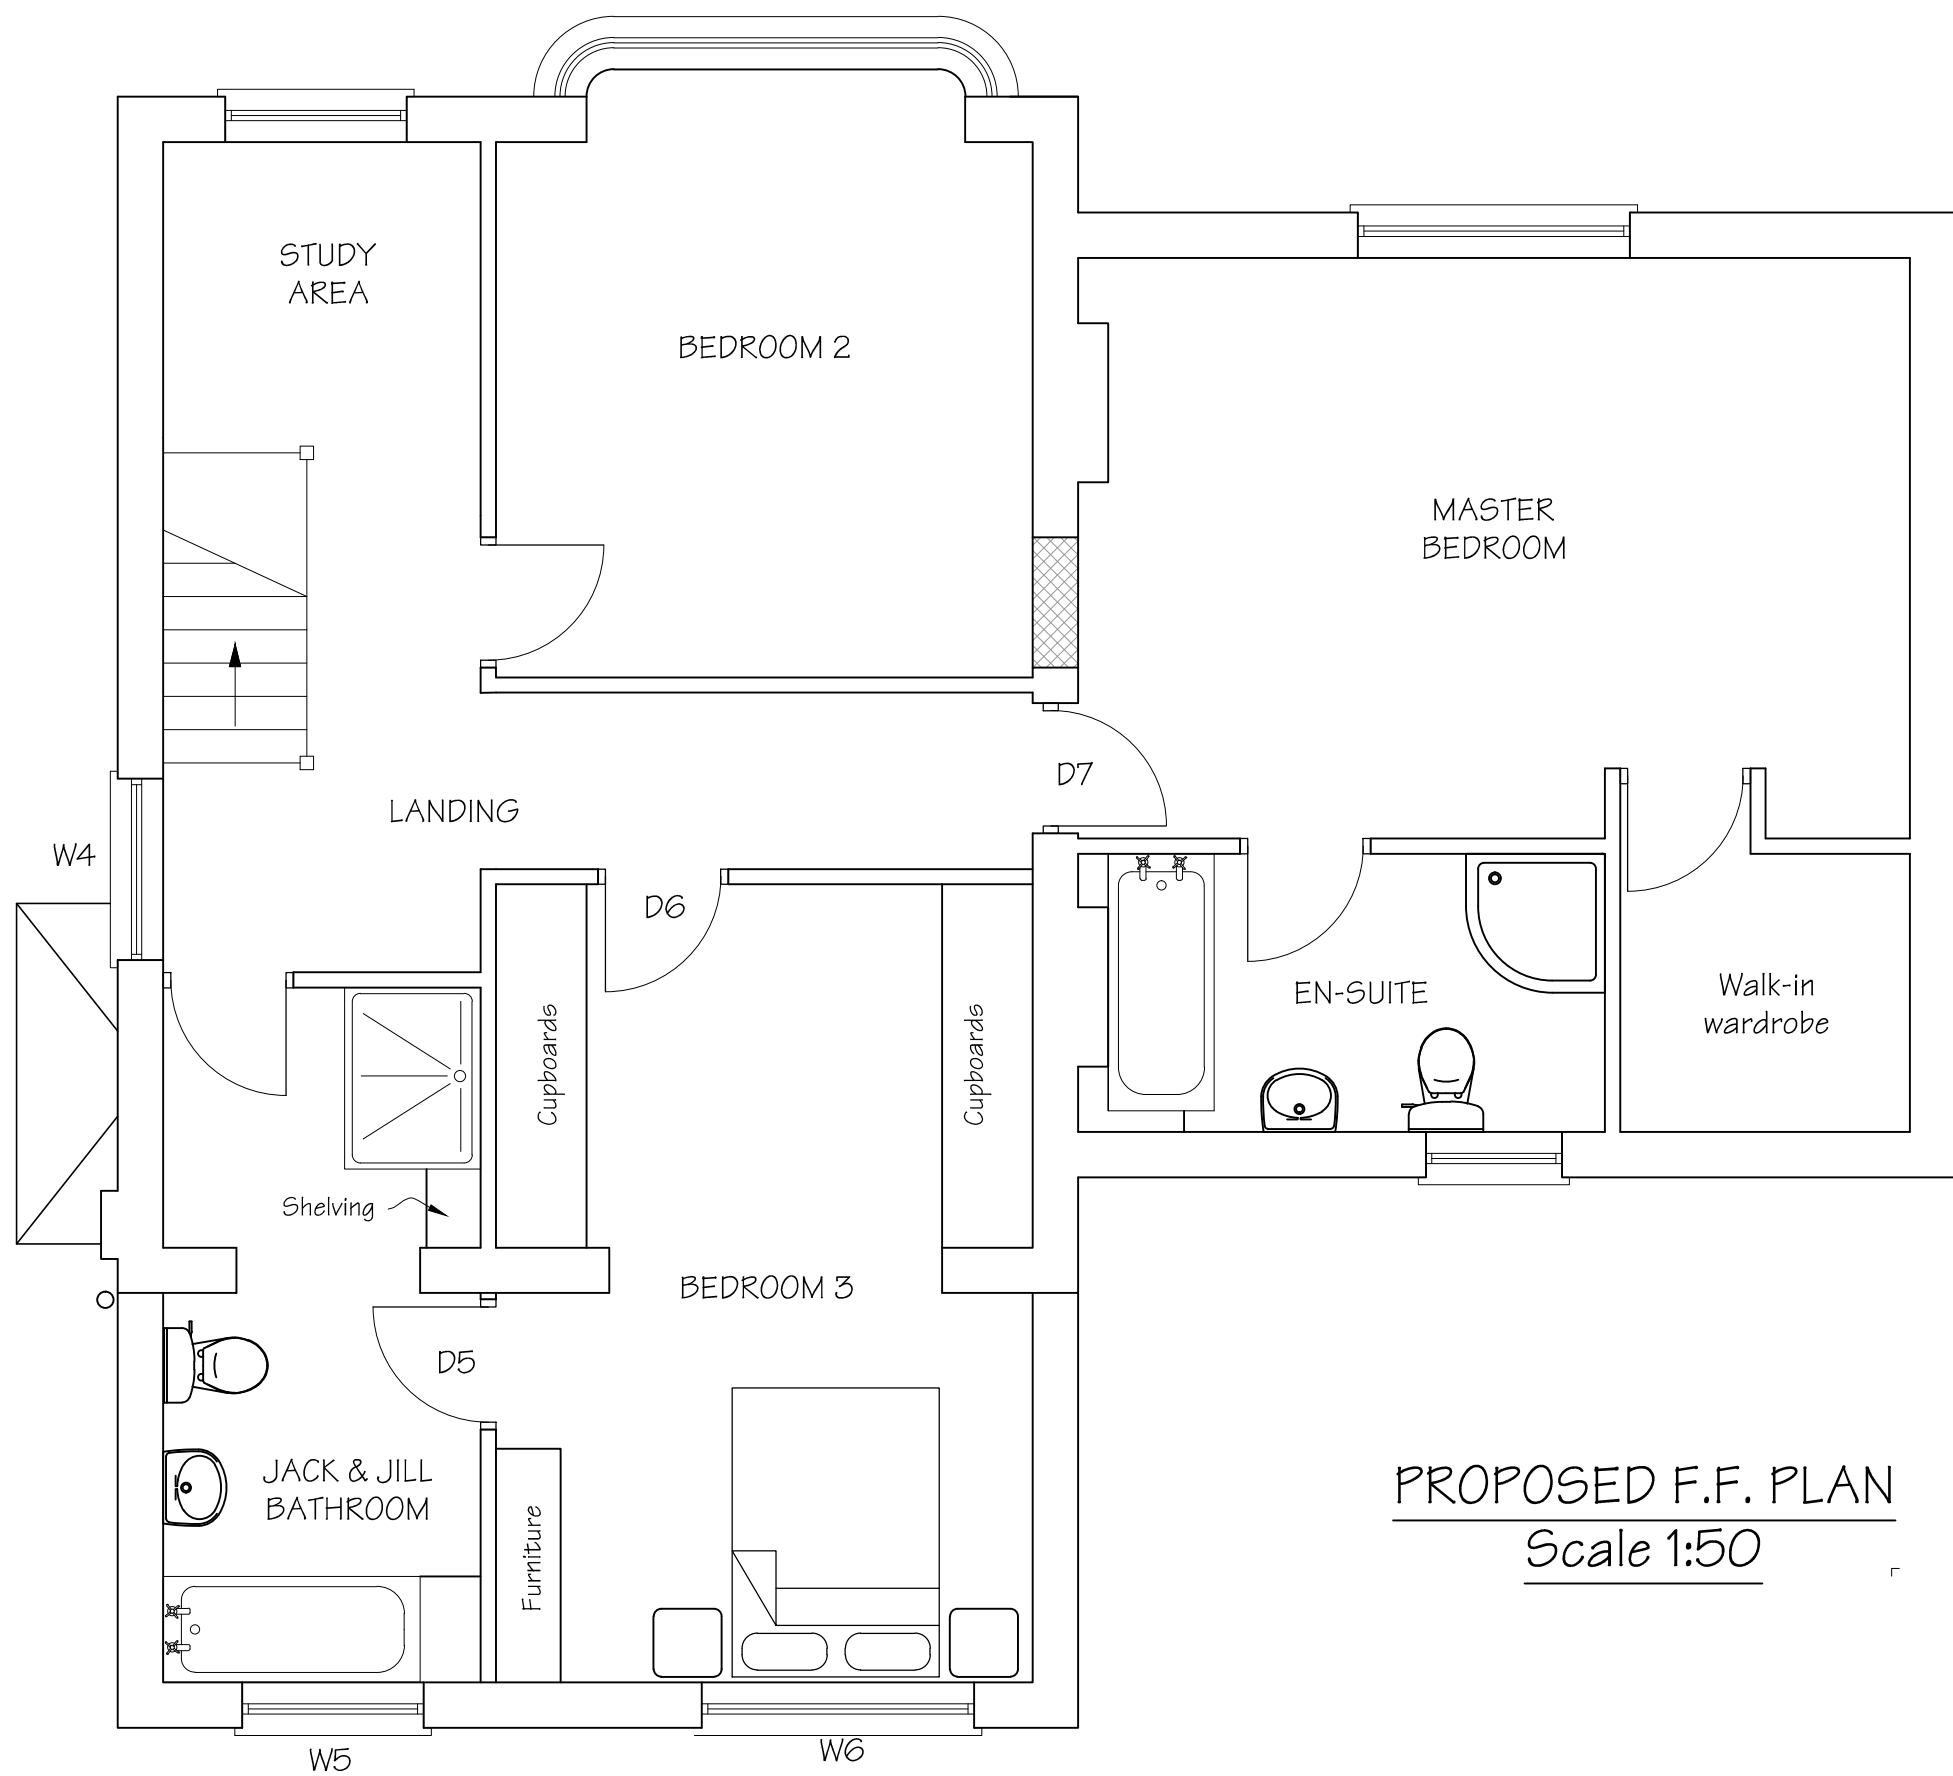 STUDY
AREA
BEDROOM 2
MASTER
BEDROOM
D7
LANDING
W4
D6
EN-SUITE
Walk-in
wardrobe
Cupboards
Cupboards
Shelving
BEDROOM 3
D5
JACK & JILL
BATHROOM
Furniture
PROPOSED F.F. PLAN
Scale 1:50
W5
W6